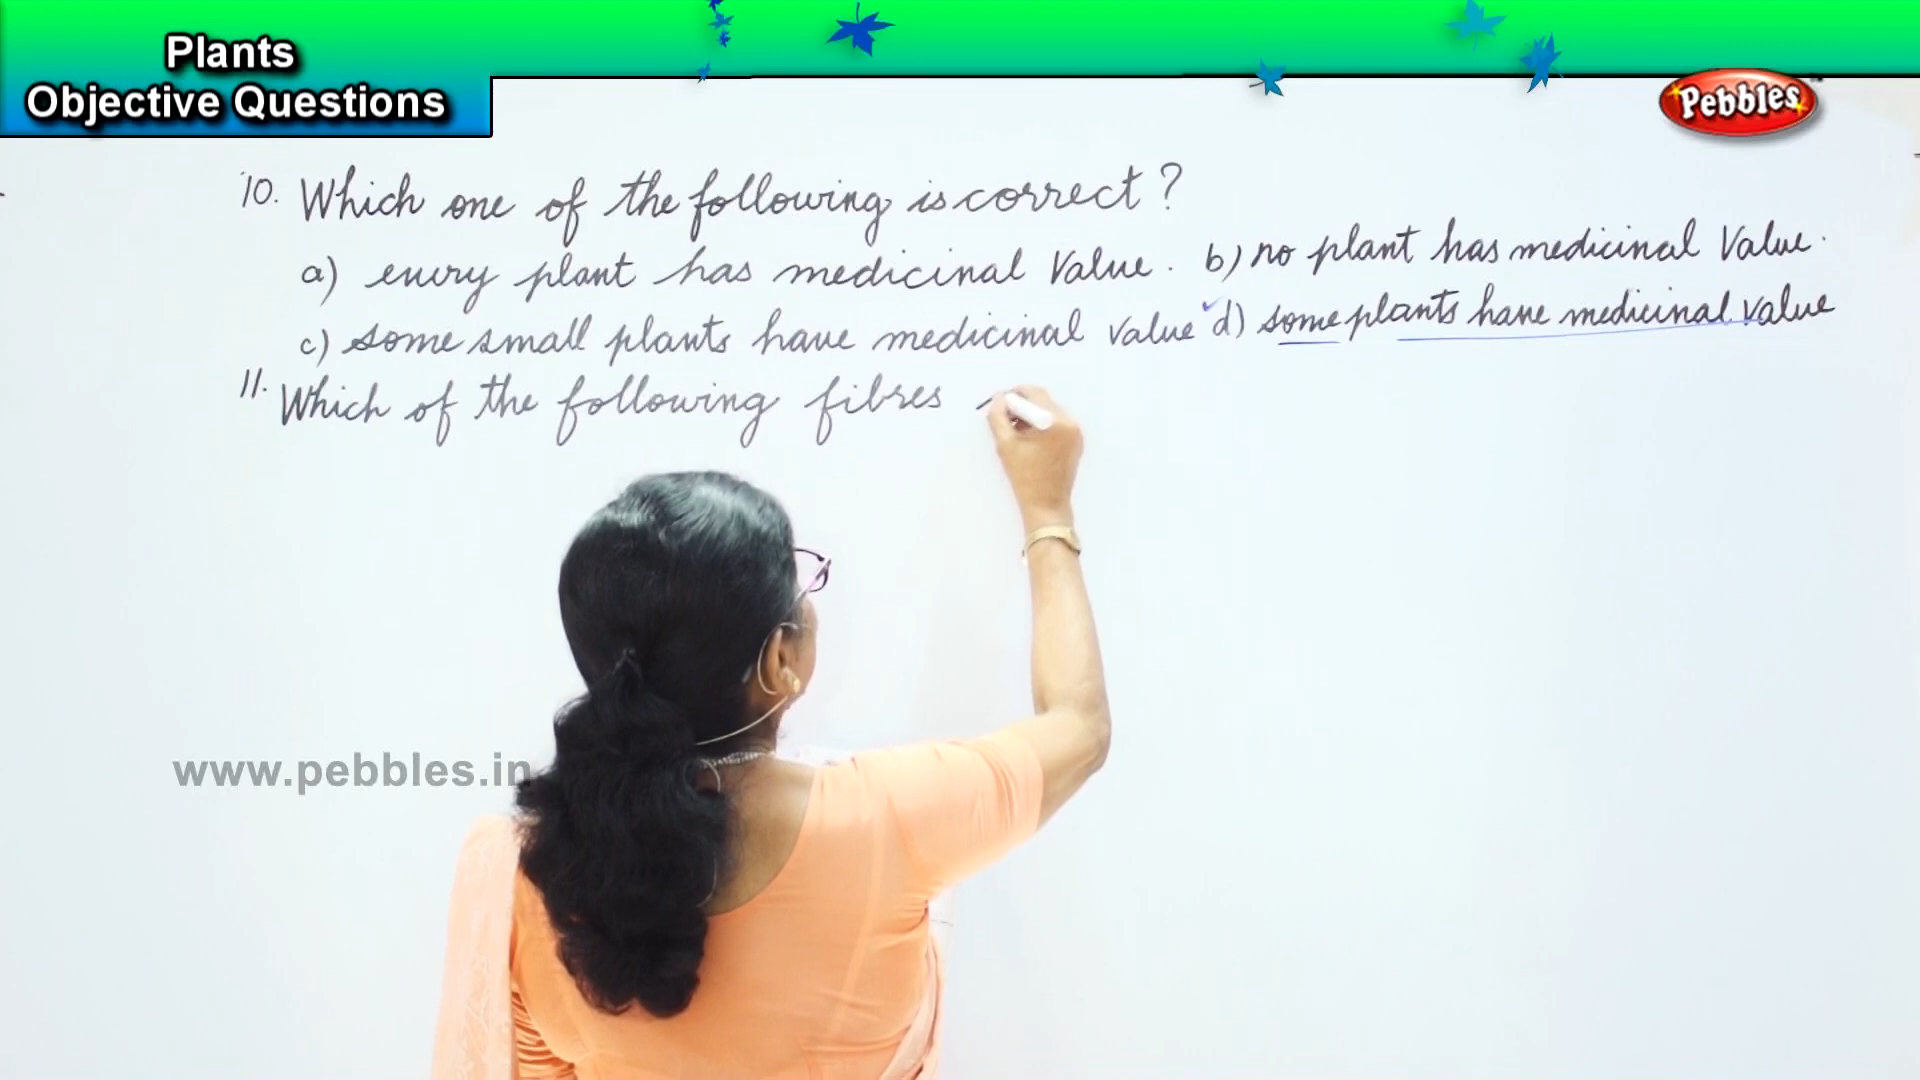 Plants
Objective Questions
Pebbles
10. Which one of the following is correct?
a) every plant has medicinal Value. b) no plant has medicinal Value.
c) some small plants have medicinal value d) some plants have medicinal value
11. Which of the following fibres
www.pebbles.in